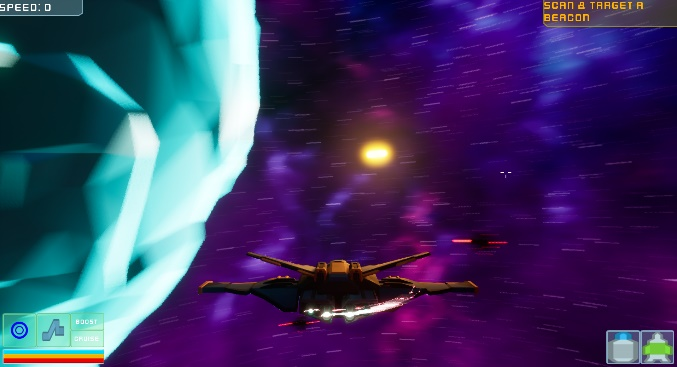 SPEED: 0
SCAN & TARGET A
BEACON
BOOST
CRUISE